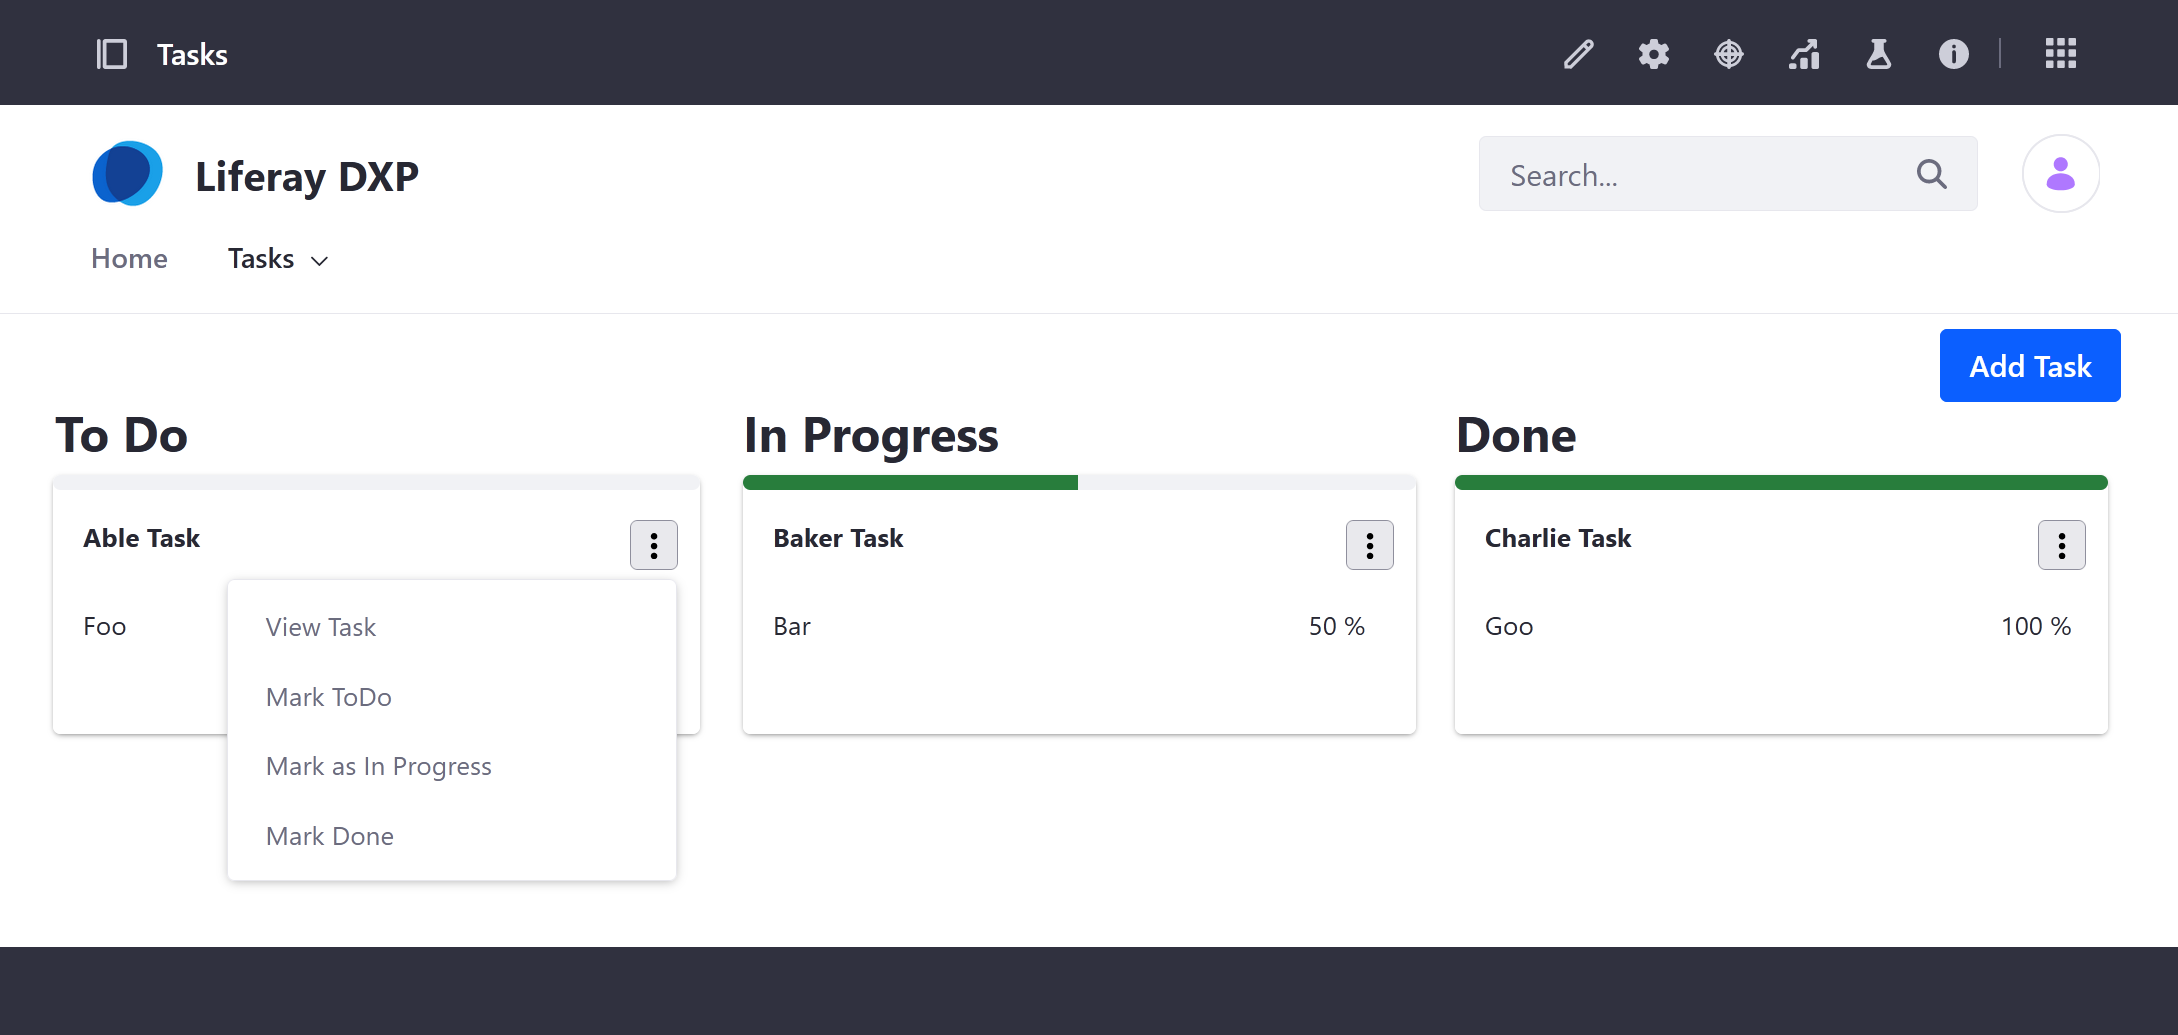 Tasks
Liferay DXP
Search...
Home
Tasks
Add Task
To Do
Able Task
Foo
View Task
Mark ToDo
Mark as In Progress
Mark Done
In Progress
Baker Task
Bar
50 %
Done
Charlie Task
Goo
100 %